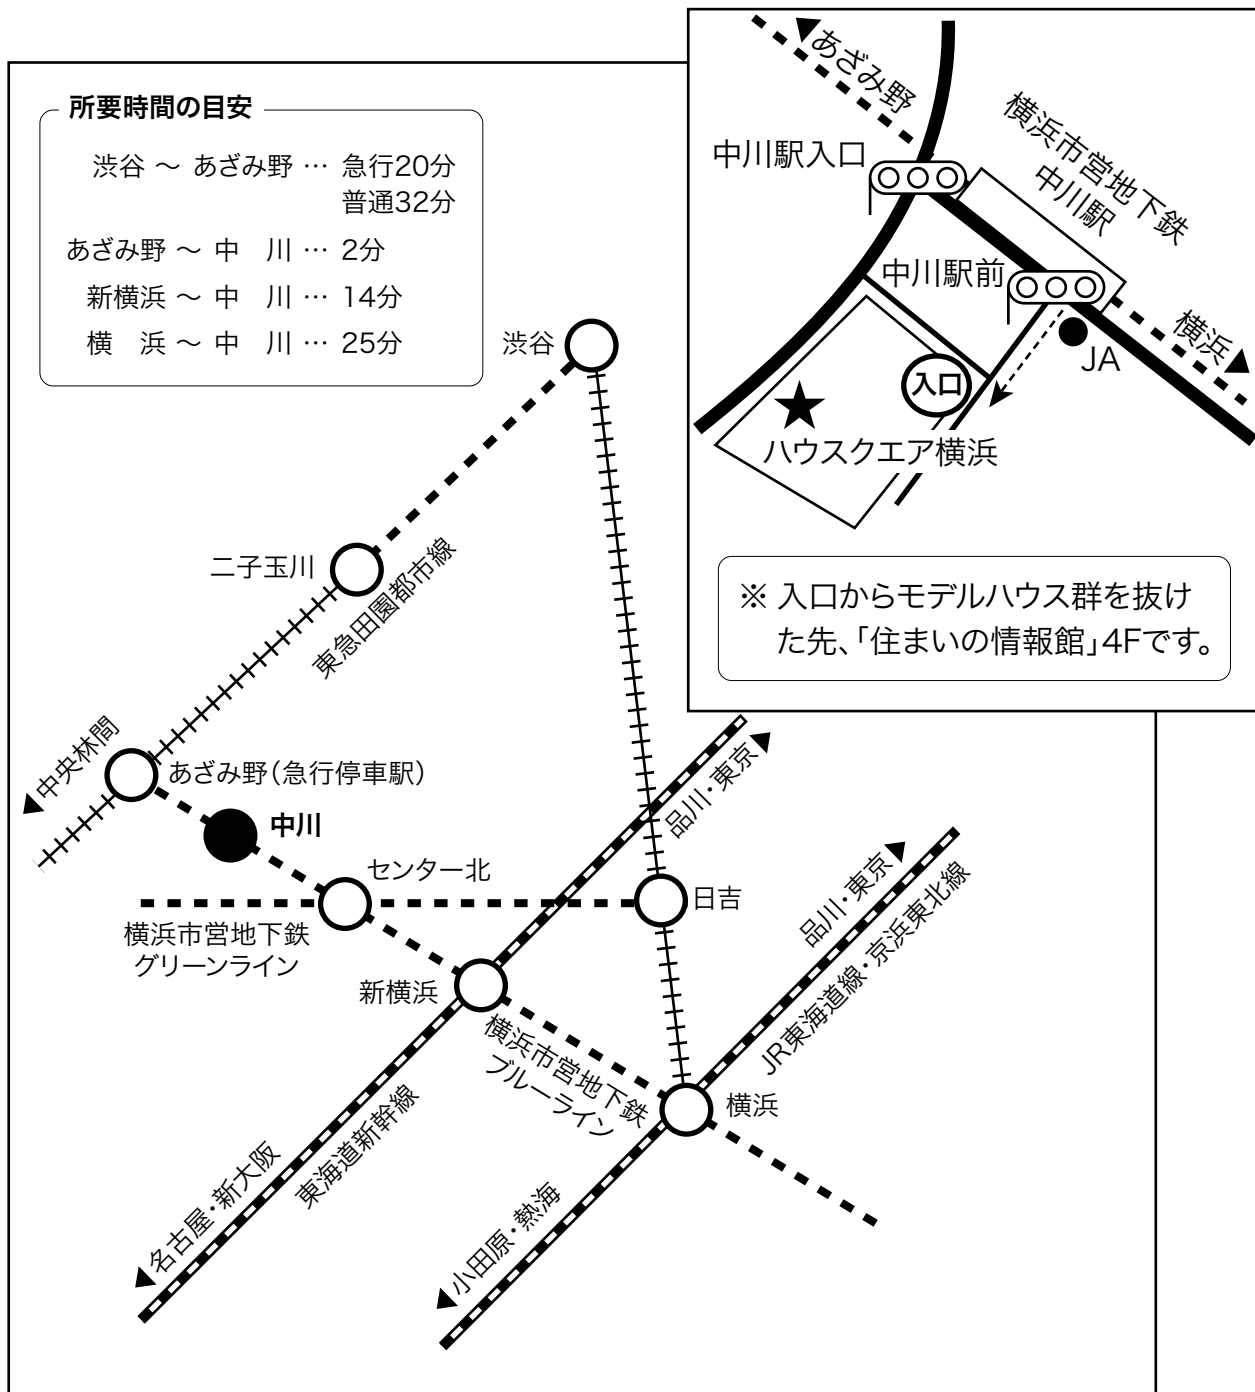 所要時間の目安
渋谷 ～ あざみ野 … 急行20分
普通32分
あざみ野 ～ 中　川 … 2分
新横浜 ～ 中　川 … 14分
横　浜 ～ 中　川 … 25分
あざみ野
横浜市営地下鉄
中川駅
中川駅入口
中川駅前
横浜
JA
入口
ハウスクエア横浜
※ 入口からモデルハウス群を抜け
た先、「住まいの情報館」4Fです。
渋谷
二子玉川
東急田園都市線
中央林間
あざみ野（急行停車駅）
中川
センター北
品川・東京
日吉
横浜市営地下鉄
グリーンライン
品川・東京
JR東海道線・京浜東北線
新横浜
横浜市営地下鉄
ブルーライン
横浜
名古屋・新大阪
東海道新幹線
小田原・熱海